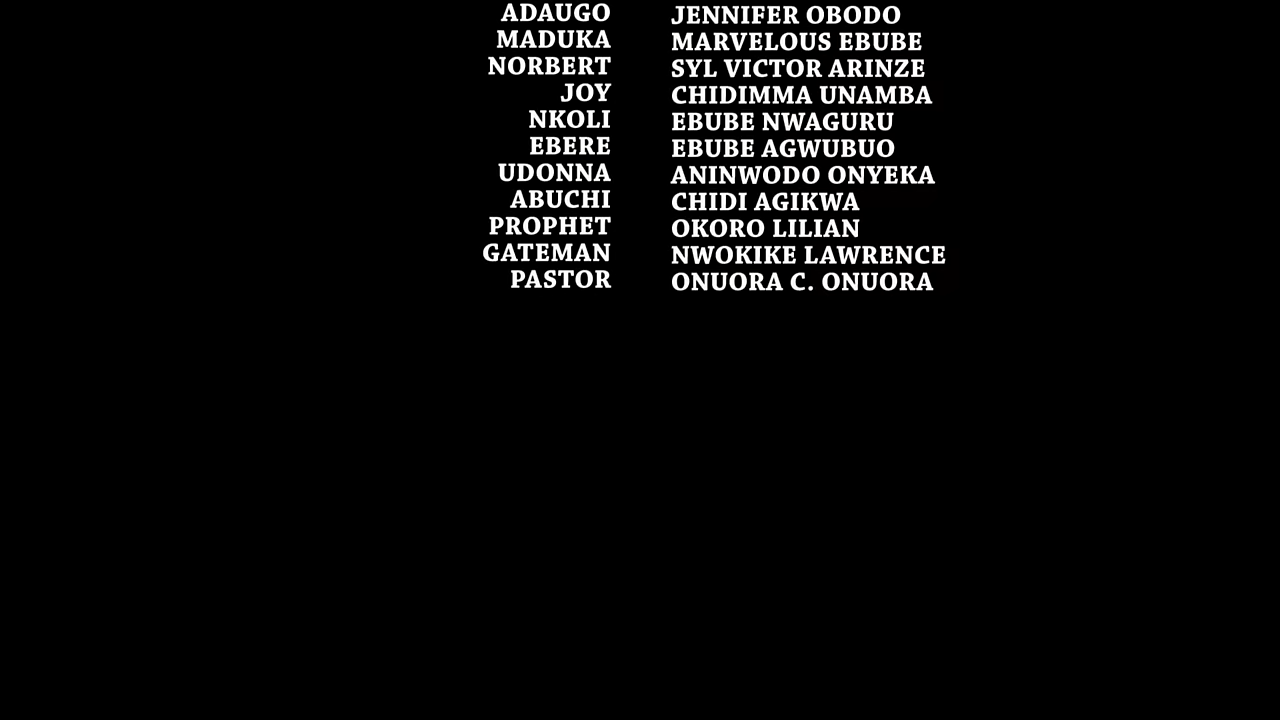 ADAUGO JENNIFER OBODO
MADUKA MARVELOUS EBUBE
NORBERT SYL VICTOR ARINZE
JOY CHIDIMMA UNAMBA
NKOLI EBUBE NWAGURU
EBERE EBUBE AGWUBUO
UDONNA ANINWODO ONYEKA
ABUCHI CHIDI AGIKWA
PROPHET OKORO LILIAN
GATEMAN NWOKIKE LAWRENCE
PASTOR ONUORA C. ONUORA